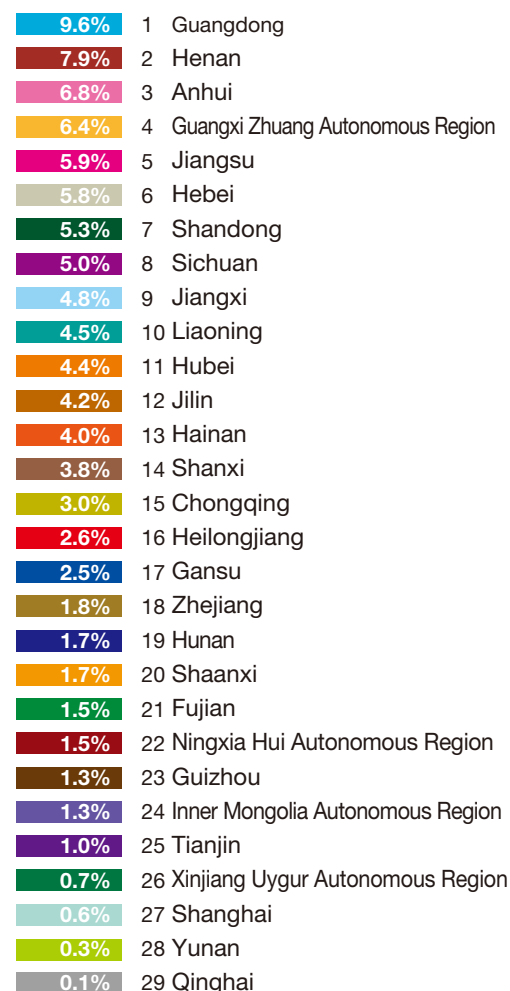 9.6% 1 Guangdong
7.9% 2 Henan
6.8% 3 Anhui
6.4% 4 Guangxi Zhuang Autonomous Region
5.9% 5 Jiangsu
5.8% 6 Hebei
5.3% 7 Shandong
5.0% 8 Sichuan
4.8% 9 Jiangxi
4.5% 10 Liaoning
4.4% 11 Hubei
4.2% 12 Jilin
4.0% 13 Hainan
3.8% 14 Shanxi
3.0% 15 Chongqing
2.6% 16 Heilongjiang
2.5% 17 Gansu
1.8% 18 Zhejiang
1.7% 19 Hunan
1.7% 20 Shaanxi
1.5% 21 Fujian
1.5% 22 Ningxia Hui Autonomous Region
1.3% 23 Guizhou
1.3% 24 Inner Mongolia Autonomous Region
1.0% 25 Tianjin
0.7% 26 Xinjiang Uygur Autonomous Region
0.6% 27 Shanghai
0.3% 28 Yunan
0.1% 29 Qinghai